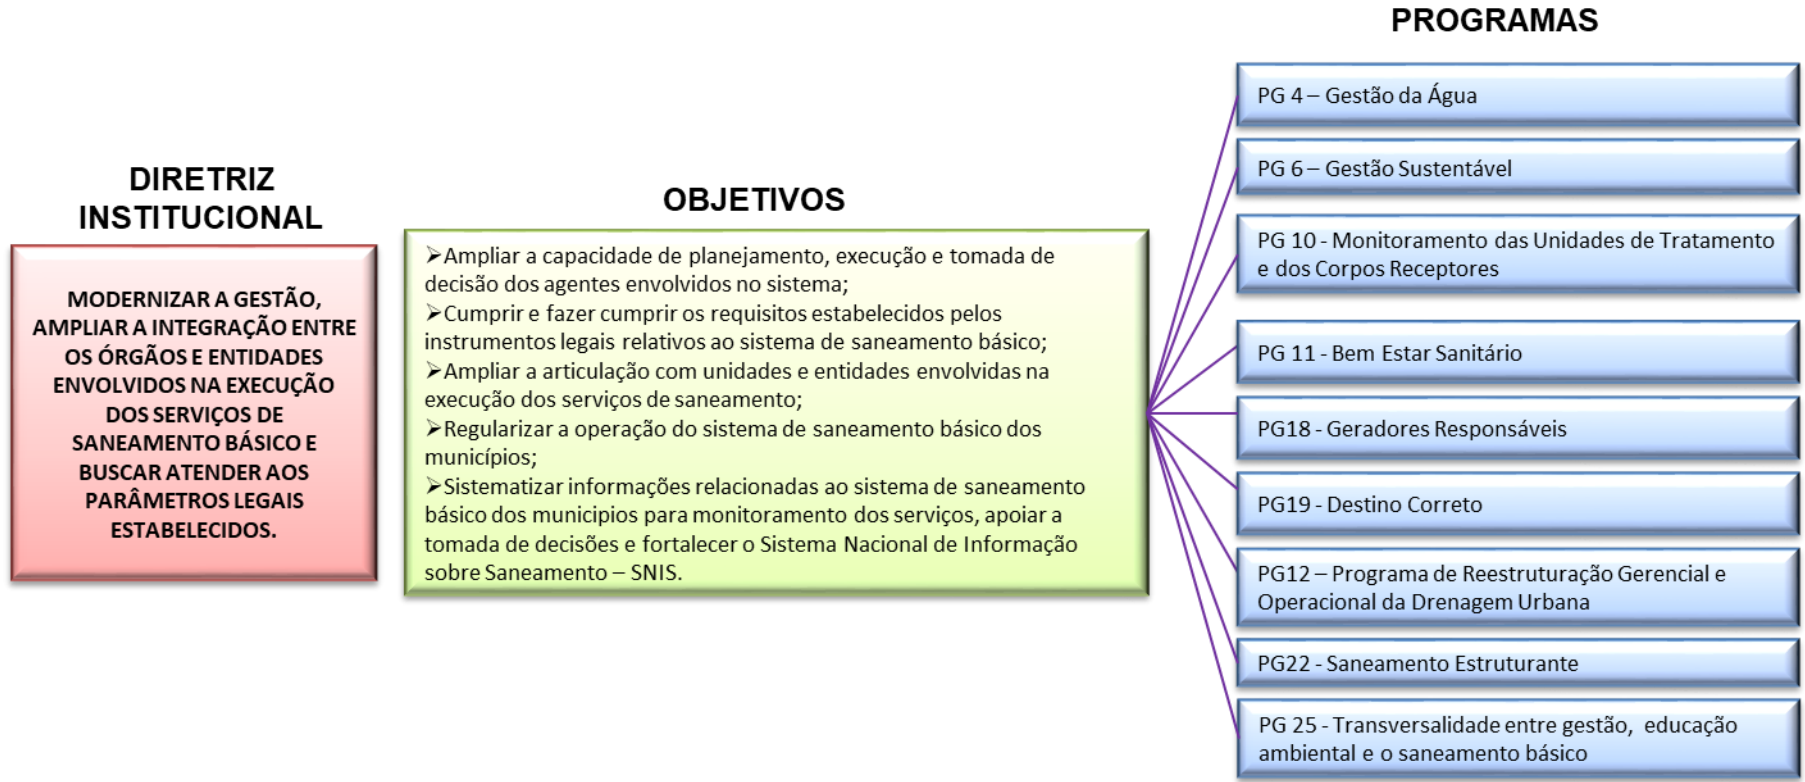 DIRETRIZ
INSTITUCIONAL
MODERNIZAR A GESTÃO,
AMPLIAR A INTEGRAÇÃO ENTRE
OS ÓRGÃOS E ENTIDADES
ENVOLVIDOS NA EXECUÇÃO
DOS SERVIÇOS DE
SANEAMENTO BÁSICO E
BUSCAR ATENDER AOS
PARÂMETROS LEGAIS
ESTABELECIDOS.
OBJETIVOS
➢Ampliar a capacidade de planejamento, execução e tomada de
decisão dos agentes envolvidos no sistema;
➢Cumprir e fazer cumprir os requisitos estabelecidos pelos
instrumentos legais relativos ao sistema de saneamento básico;
➢Ampliar a articulação com unidades e entidades envolvidas na
execução dos serviços de saneamento;
➢Regularizar a operação do sistema de saneamento básico dos
municípios;
➢Sistematizar informações relacionadas ao sistema de saneamento
básico dos municipios para monitoramento dos serviços, apoiar a
tomada de decisões e fortalecer o Sistema Nacional de Informação
sobre Saneamento – SNIS.
PROGRAMAS
PG 4 – Gestão da Água
PG 6 – Gestão Sustentável
PG 10 - Monitoramento das Unidades de Tratamento
e dos Corpos Receptores
PG 11 - Bem Estar Sanitário
PG18 - Geradores Responsáveis
PG19 - Destino Correto
PG12 – Programa de Reestruturação Gerencial e
Operacional da Drenagem Urbana
PG22 - Saneamento Estruturante
PG 25 - Transversalidade entre gestão, educação
ambiental e o saneamento básico